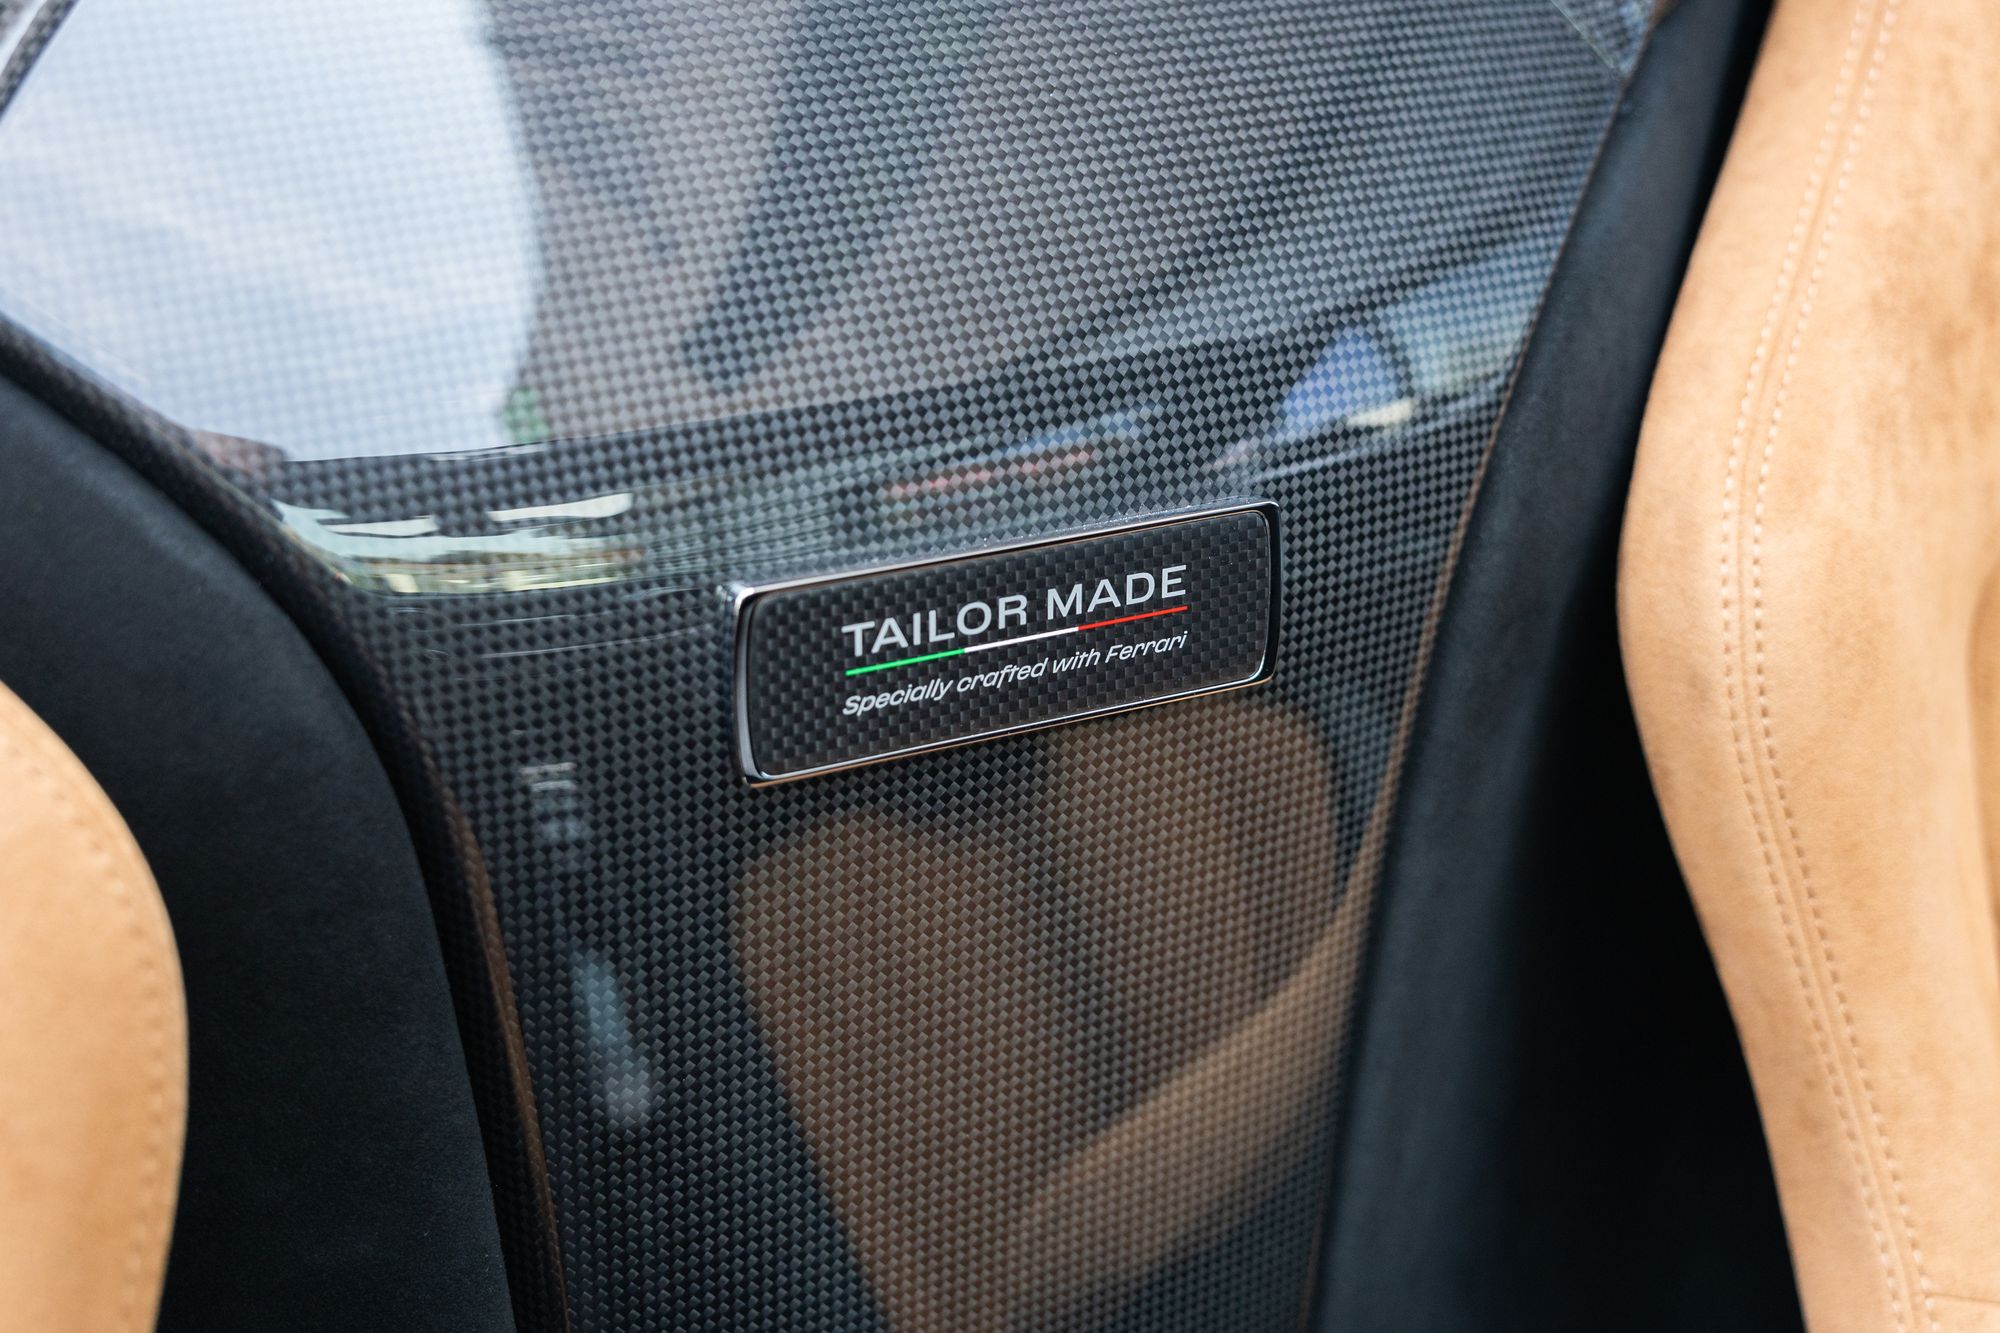 TAILOR MADE
Specially crafted with Ferrari